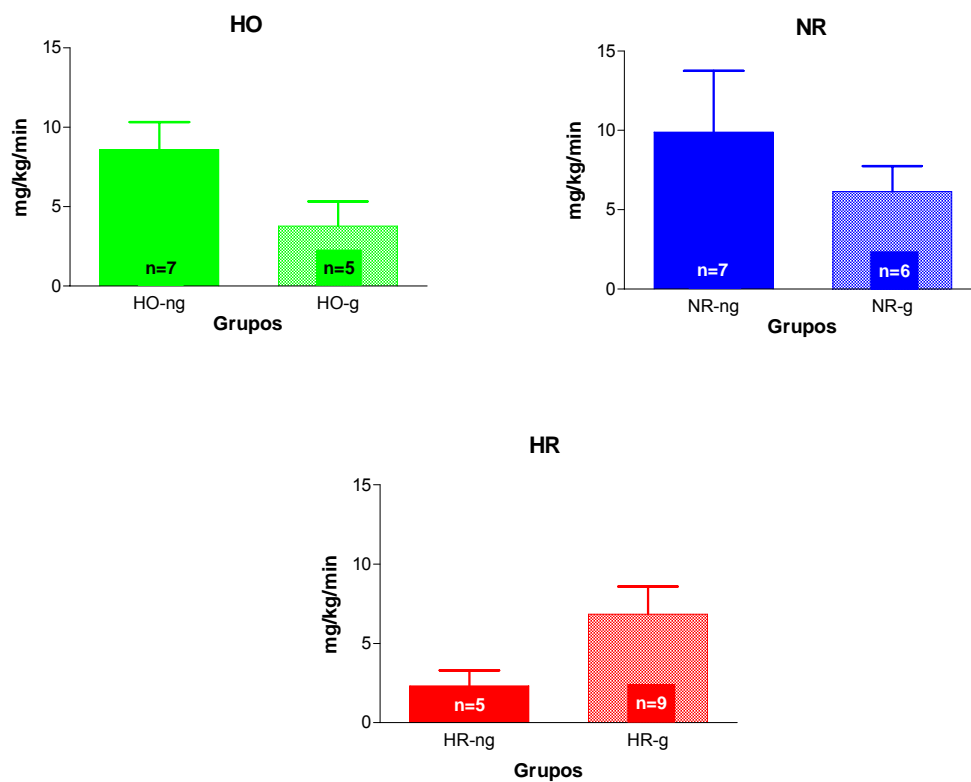 HO
15
10
5
0
mg/kg/min
n=7
n=5
HO-ng
HO-g
Grupos
NR
15
10
5
0
mg/kg/min
n=7
n=6
NR-ng
NR-g
Grupos
HR
15
10
5
0
mg/kg/min
n=5
n=9
HR-ng
HR-g
Grupos